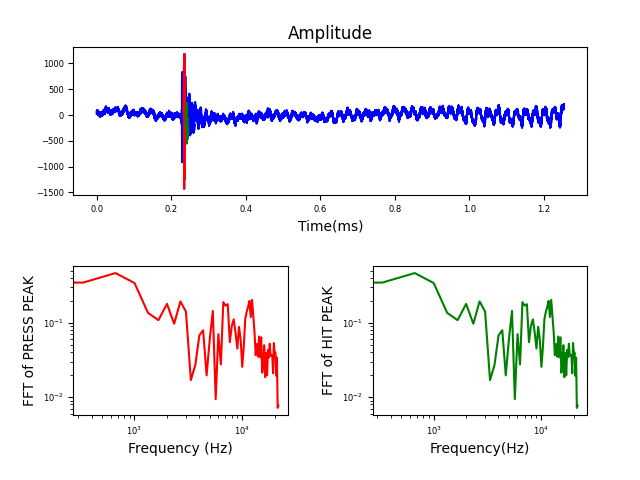 Amplitude
1000
500
0
−500
−1000
−1500
0.0 0.2 0.4 0.6 0.8 1.0 1.2
Time(ms)
FFT of PRESS PEAK
10⁻¹
10⁻²
10³ 10⁴
Frequency (Hz)
FFT of HIT PEAK
10⁻¹
10⁻²
10³ 10⁴
Frequency(Hz)